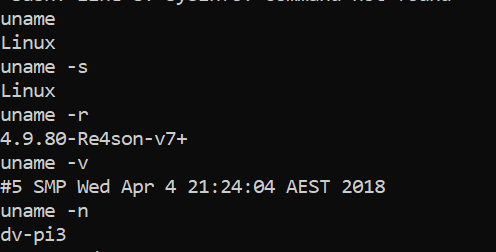 uname
Linux
uname -s
Linux
uname -r
4.9.80-Re4son-v7+
uname -v
#5 SMP Wed Apr 4 21:24:04 AEST 2018
uname -n
dv-pi3